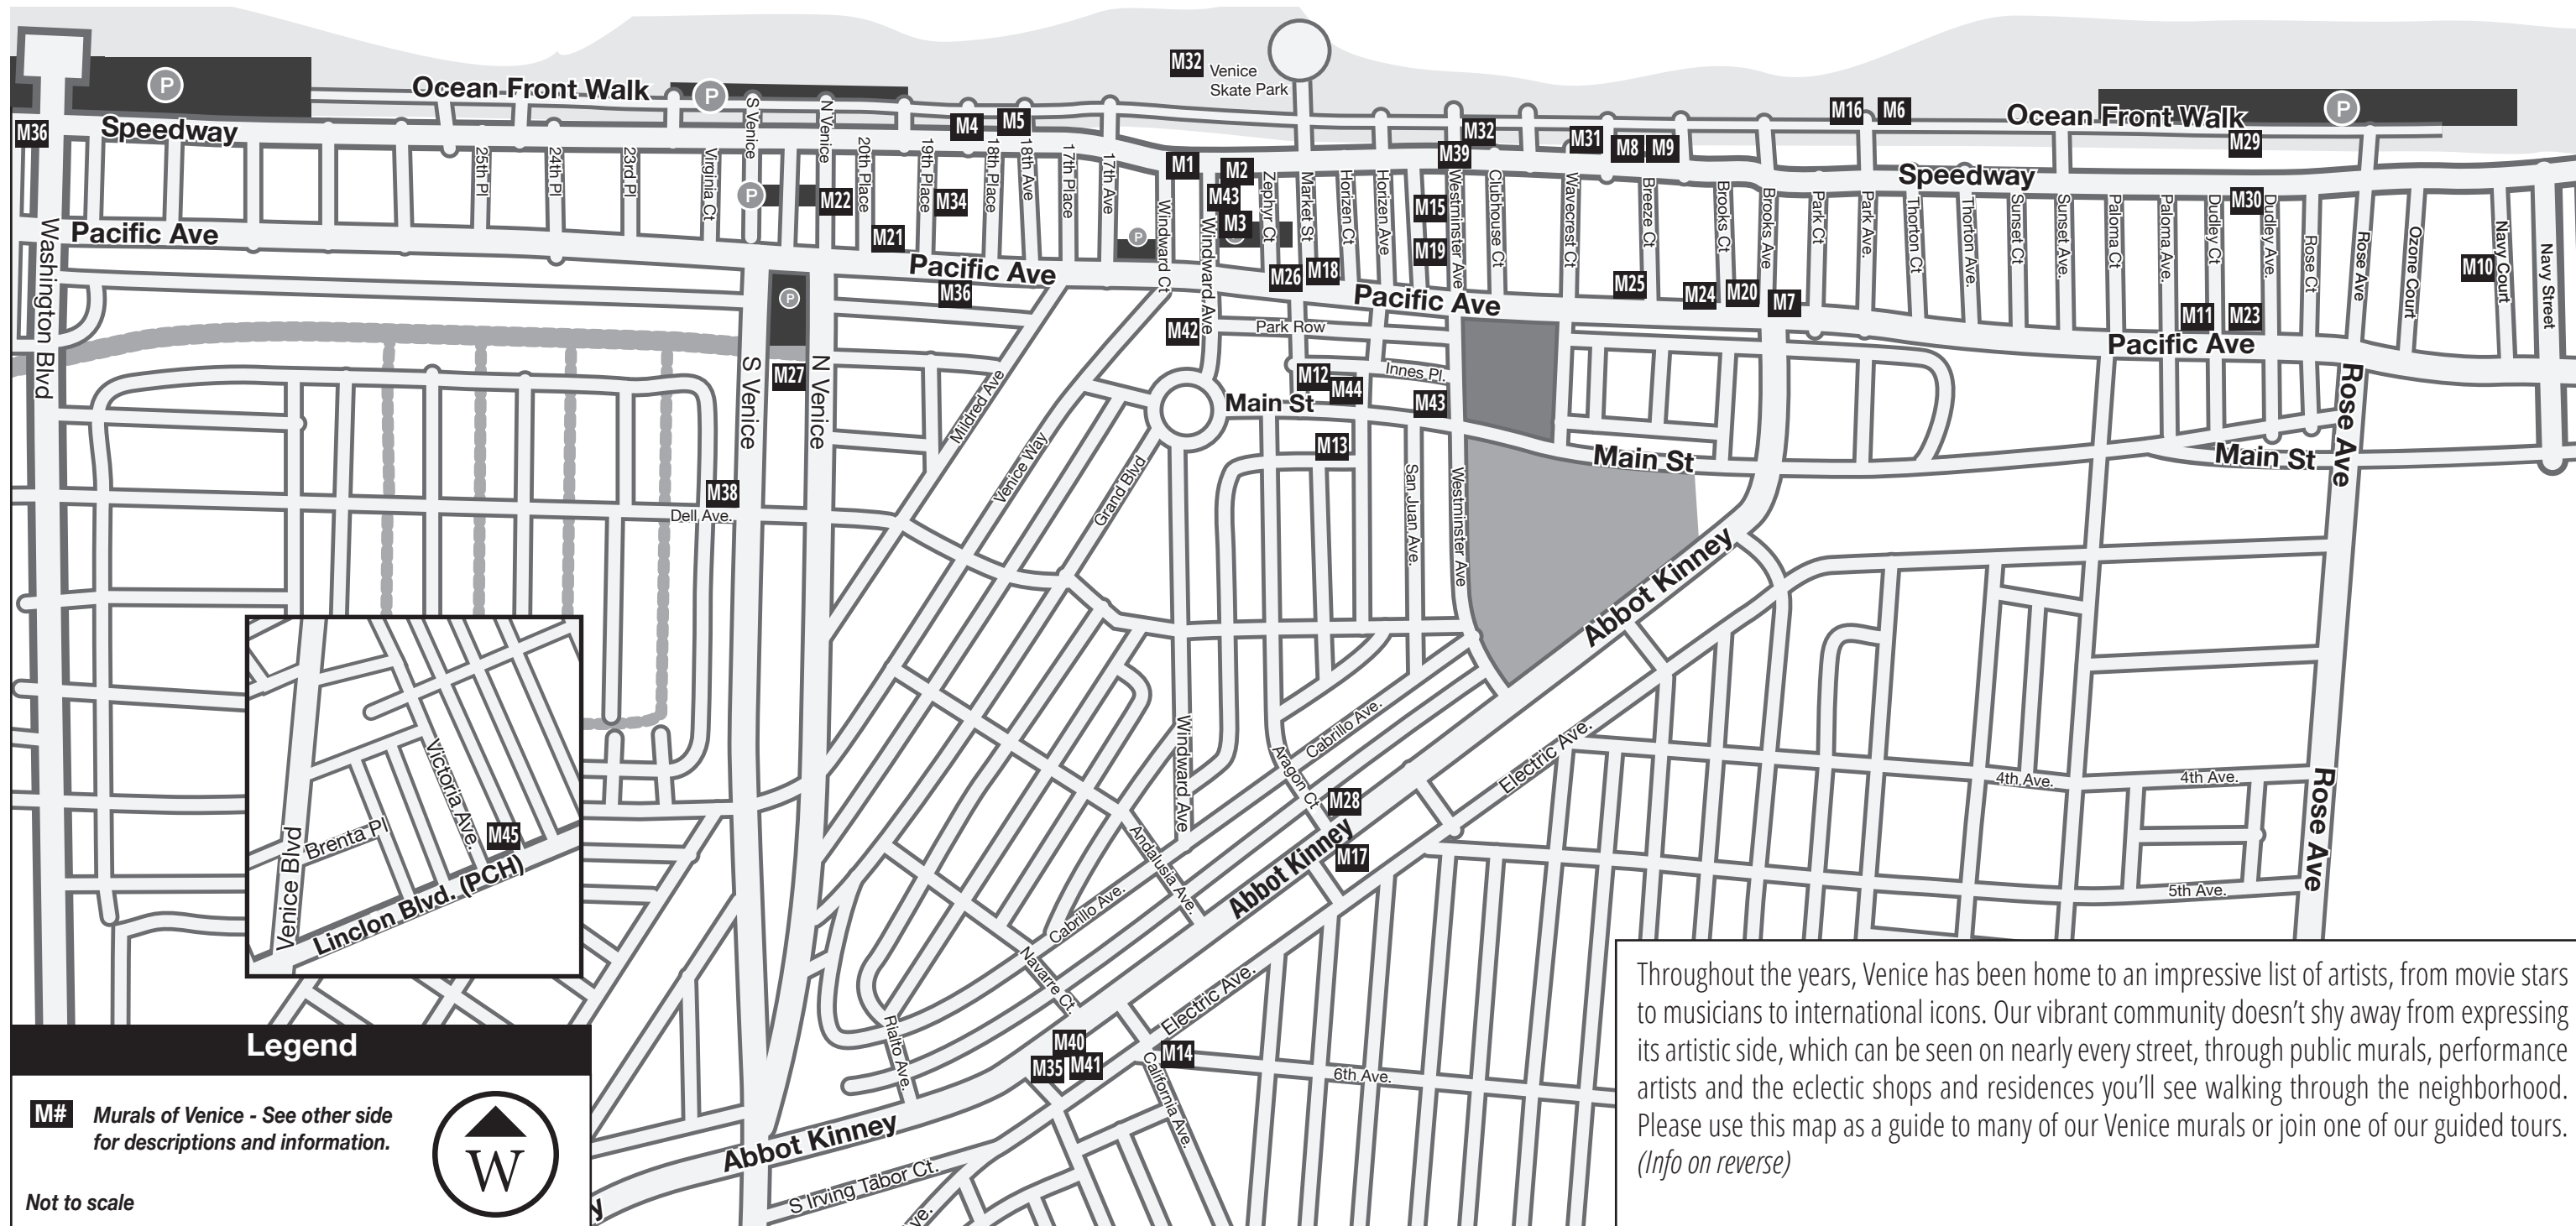 M32
Venice
Skate Park
P
P
Ocean Front Walk
M36
Speedway
S Venice
N Venice
M4
M5
M1
M2
M32
M39
M31
M8
M9
M16
M6
Ocean Front Walk
P
M29
25th Pl
24th Pl
23rd Pl
Virginia Ct
P
M22
20th Place
19th Place
M34
18th Place
18th Ave
17th Place
17th Ave
Windward Ct
Windward Ave
M43
M3
Zephyr Ct
Market St
Horizen Ct
Horizen Ave
M15
M19
Westminster Ave
Clubhouse Ct
Wavecrest Ct
Breeze Ct
Brooks Ct
Brooks Ave
Park Ct
Park Ave.
Speedway
Thorton Ct
Thorton Ave.
Sunset Ct
Sunset Ave.
Paloma Ct
Paloma Ave.
Dudley Ct
M30
Dudley Ave.
Rose Ct
Rose Ave
Ozone Court
M10
Navy Court
Navy Street
Washington Blvd
Pacific Ave
M21
P
Pacific Ave
M36
P
M26
M18
Pacific Ave
M25
M24
M20
M7
M11
M23
Pacific Ave
M42
Park Row
M27
S Venice
N Venice
Mildred Ave
Venice Way
Grand Blvd
Main St
M12
M44
Innes Pl.
M43
M13
San Juan Ave.
Westminster Ave
Main St
Main St
Rose Ave
M38
Dell Ave.
Abbot Kinney
Windward Ave
Cabrillo Ave.
Aragon Ct
M28
Abbot Kinney
M17
Electric Ave.
4th Ave.
4th Ave.
Rose Ave
5th Ave.
Andalusia Ave.
Cabrillo Ave.
Navarre Ct.
Electric Ave.
Rialto Ave.
M40
M35
M41
M14
California Ave.
6th Ave.
Abbot Kinney
S Irving Tabor Ct.
ve.
y
Venice Blvd
Brenta Pl
Victoria Ave.
M45
Linclon Blvd. (PCH)
Legend
M#
Murals of Venice - See other side
for descriptions and information.
W
Not to scale
Throughout the years, Venice has been home to an impressive list of artists, from movie stars
to musicians to international icons. Our vibrant community doesn't shy away from expressing
its artistic side, which can be seen on nearly every street, through public murals, performance
artists and the eclectic shops and residences you'll see walking through the neighborhood.
Please use this map as a guide to many of our Venice murals or join one of our guided tours.
(Info on reverse)